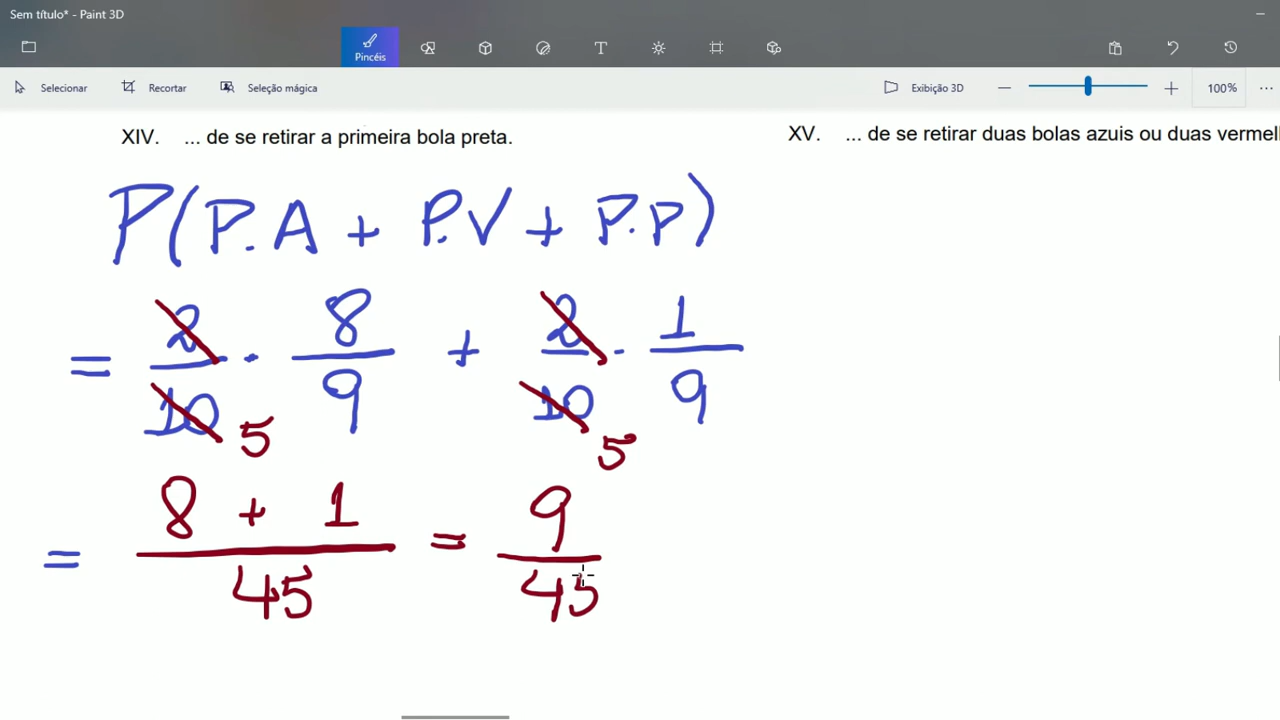 Sem título* - Paint 3D
Pincéis
Selecionar Recortar Seleção mágica Exibição 3D 100%
XIV. ... de se retirar a primeira bola preta.
XV. ... de se retirar duas bolas azuis ou duas vermel
P(P.A + P.V + P.P)
= 2/10 · 8/9 + 2/10 · 1/9
5 5
= 8 + 1/45 = 9/45